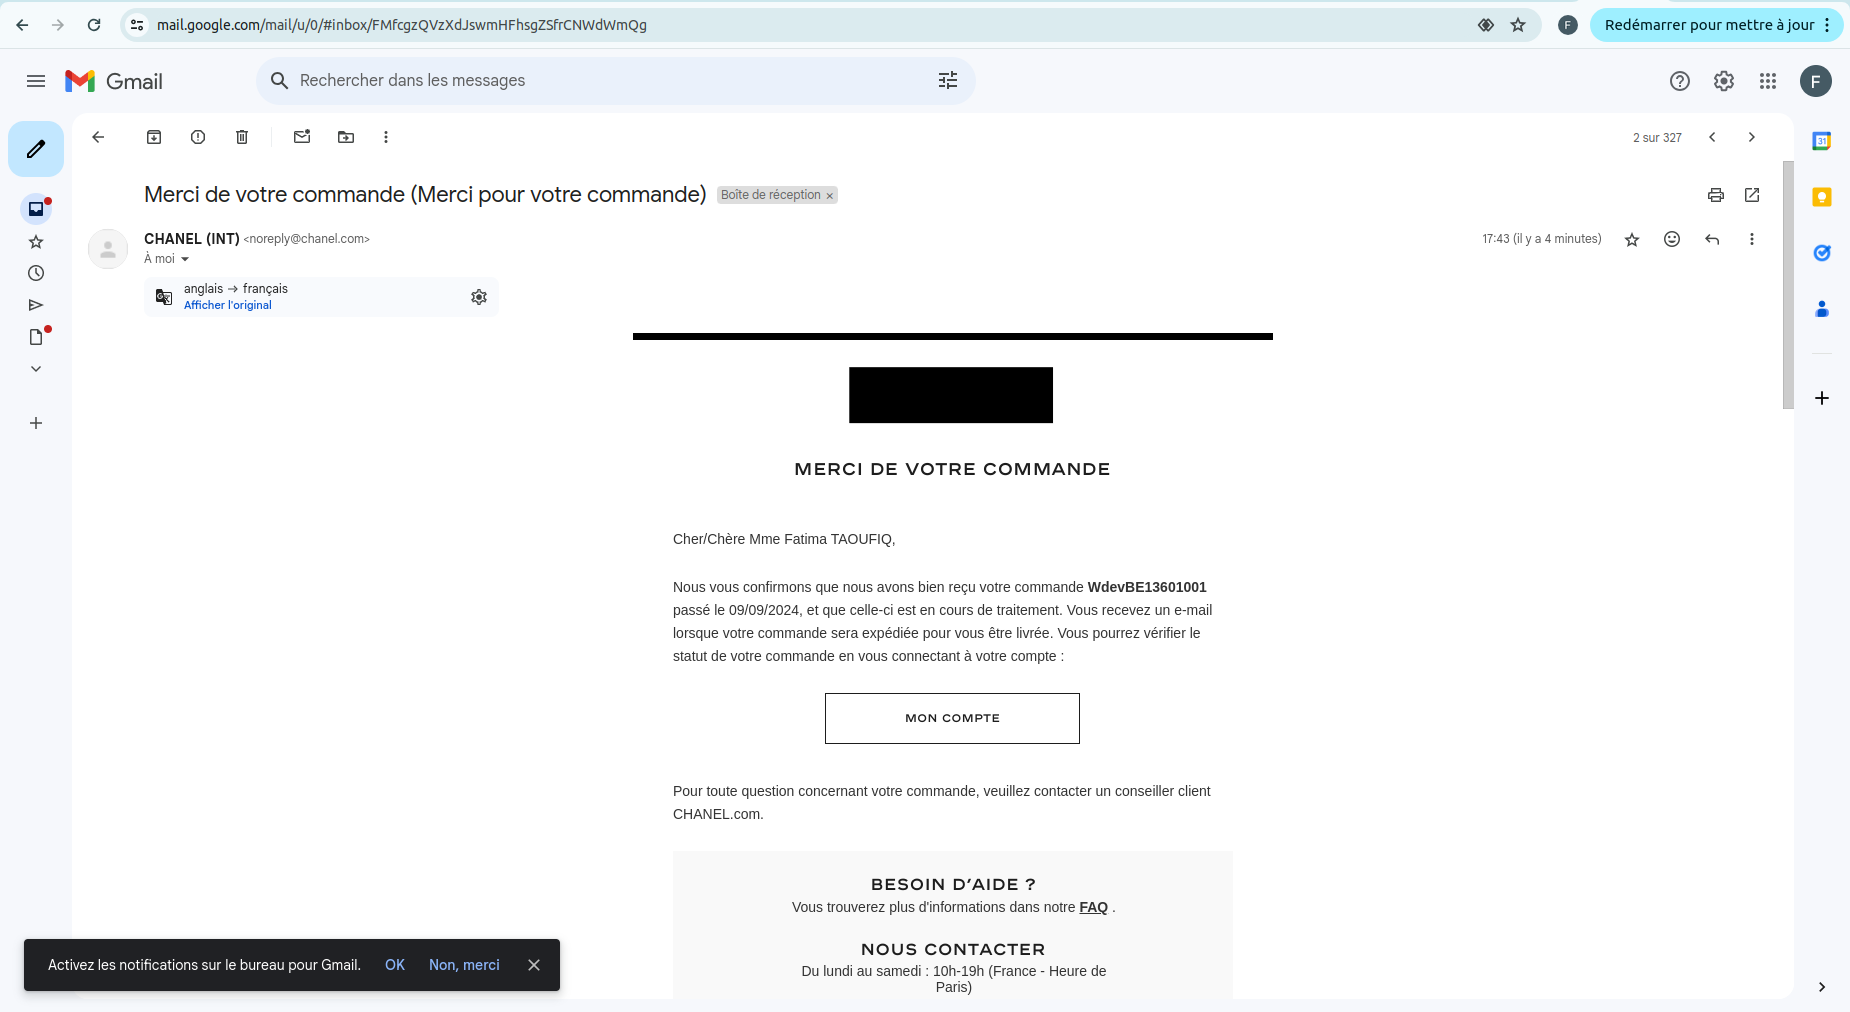 mail.google.com/mail/u/0/#inbox/FMfcgzQVzXdJswmHFhsgZSfrCNWdWmQg
F
Redémarrer pour mettre à jour
Gmail
Rechercher dans les messages
F
2 sur 327
31
Merci de votre commande (Merci pour votre commande)
Boîte de réception ×
CHANEL (INT) <noreply@chanel.com>
17:43 (il y a 4 minutes)
À moi
anglais → français
Afficher l'original
MERCI DE VOTRE COMMANDE
Cher/Chère Mme Fatima TAOUFIQ,
Nous vous confirmons que nous avons bien reçu votre commande WdevBE13601001
passé le 09/09/2024, et que celle-ci est en cours de traitement. Vous recevez un e-mail
lorsque votre commande sera expédiée pour vous être livrée. Vous pourrez vérifier le
statut de votre commande en vous connectant à votre compte :
MON COMPTE
Pour toute question concernant votre commande, veuillez contacter un conseiller client
CHANEL.com.
BESOIN D'AIDE ?
Vous trouverez plus d'informations dans notre FAQ .
NOUS CONTACTER
Du lundi au samedi : 10h-19h (France - Heure de
Paris)
Activez les notifications sur le bureau pour Gmail. OK Non, merci